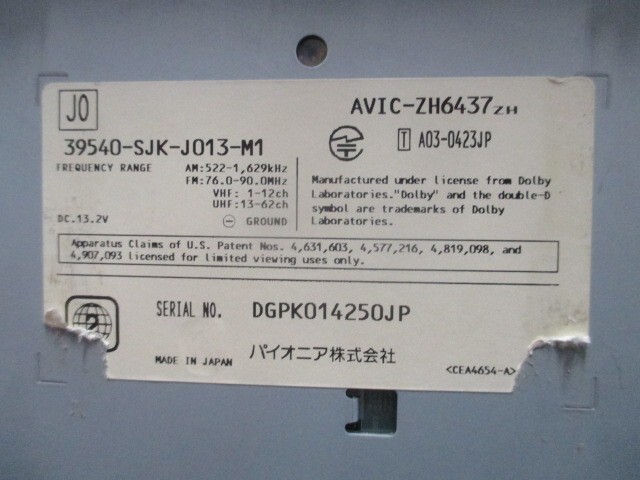 J0
AVIC-ZH6437ZH
39540-SJK-J013-M1
T A03-0423JP
FREQUENCY RANGE AM:522-1,629kHz
FM:76.0-90.0MHz
VHF: 1-12ch
UHF:13-62ch
DC.13.2V ⊖ GROUND
Manufactured under license from Dolby
Laboratories."Dolby" and the double-D
symbol are trademarks of Dolby
Laboratories.
Apparatus Claims of U.S. Patent Nos. 4,631,603, 4,577,216, 4,819,098, and
4,907,093 licensed for limited viewing uses only.
SERIAL NO. DGPK014250JP
MADE IN JAPAN パイオニア株式会社
<CEA4654-A>